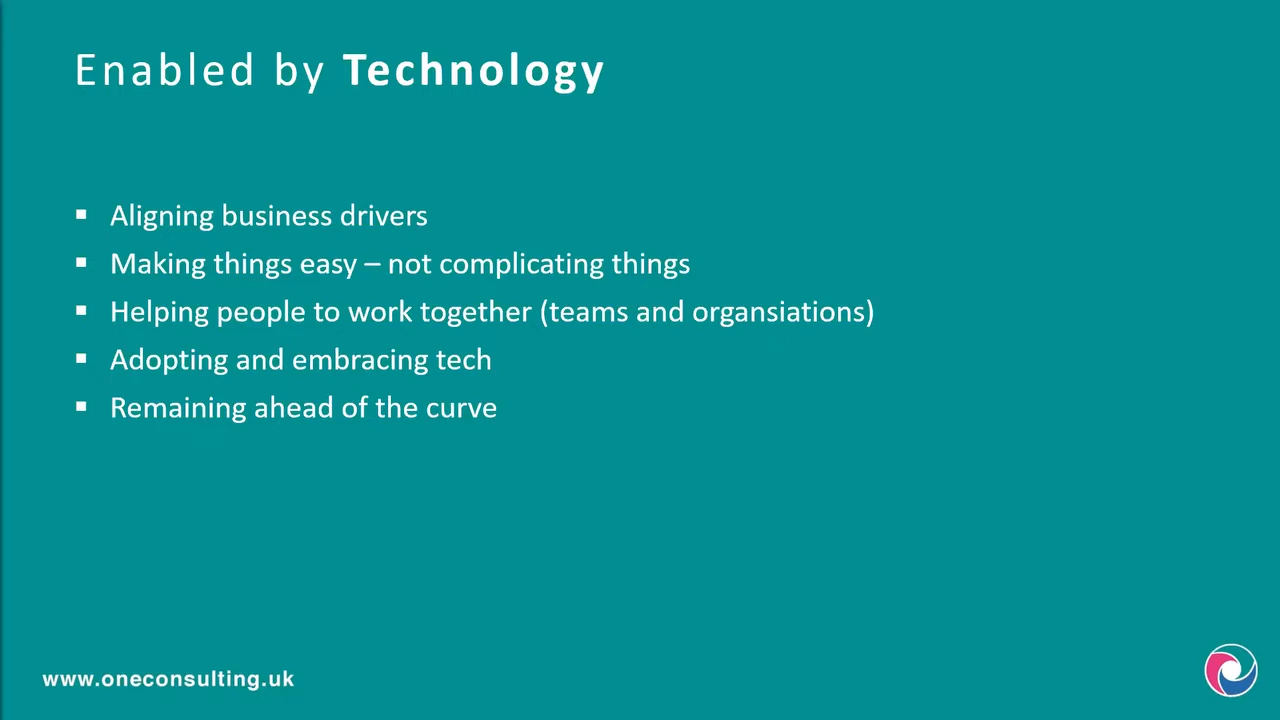 Enabled by Technology
▪ Aligning business drivers
▪ Making things easy – not complicating things
▪ Helping people to work together (teams and organsiations)
▪ Adopting and embracing tech
▪ Remaining ahead of the curve
www.oneconsulting.uk